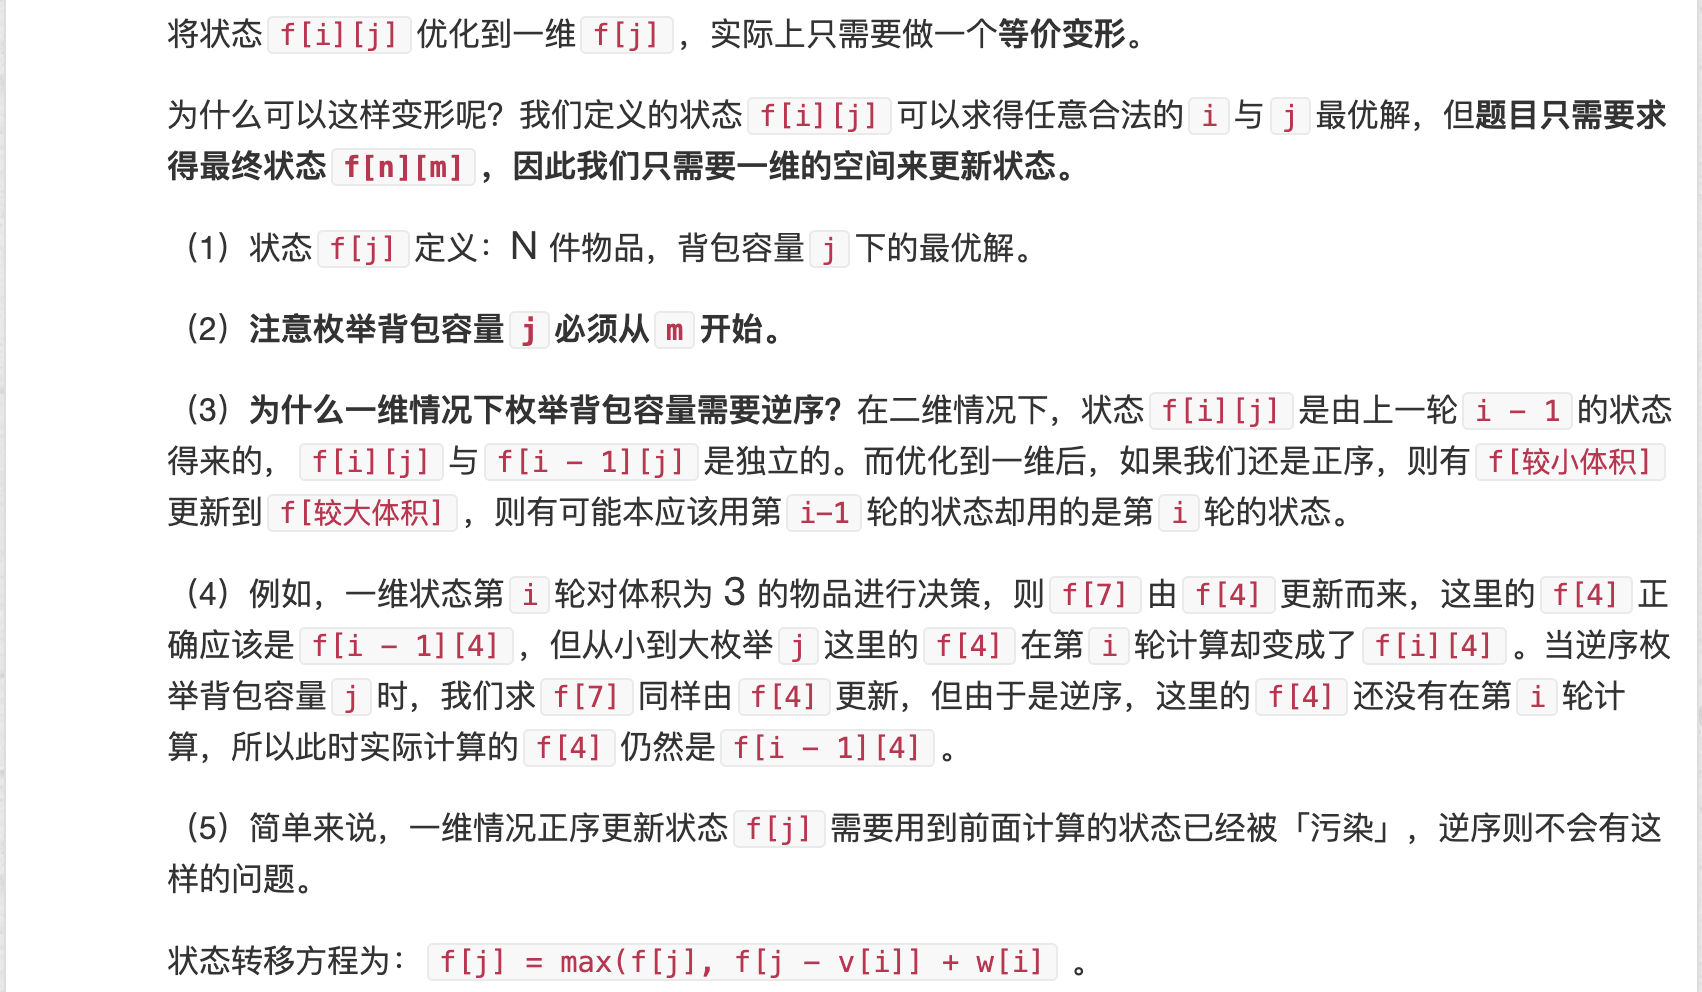 将状态 f[i][j] 优化到一维 f[j] ，实际上只需要做一个等价变形。
为什么可以这样变形呢？我们定义的状态 f[i][j] 可以求得任意合法的 i 与 j 最优解，但题目只需要求
得最终状态 f[n][m] ，因此我们只需要一维的空间来更新状态。
（1）状态 f[j] 定义：N 件物品，背包容量 j 下的最优解。
（2）注意枚举背包容量 j 必须从 m 开始。
（3）为什么一维情况下枚举背包容量需要逆序？在二维情况下，状态 f[i][j] 是由上一轮 i - 1 的状态
得来的， f[i][j] 与 f[i - 1][j] 是独立的。而优化到一维后，如果我们还是正序，则有 f[较小体积]
更新到 f[较大体积] ，则有可能本应该用第 i-1 轮的状态却用的是第 i 轮的状态。
（4）例如，一维状态第 i 轮对体积为 3 的物品进行决策，则 f[7] 由 f[4] 更新而来，这里的 f[4] 正
确应该是 f[i - 1][4] ，但从小到大枚举 j 这里的 f[4] 在第 i 轮计算却变成了 f[i][4] 。当逆序枚
举背包容量 j 时，我们求 f[7] 同样由 f[4] 更新，但由于是逆序，这里的 f[4] 还没有在第 i 轮计
算，所以此时实际计算的 f[4] 仍然是 f[i - 1][4] 。
（5）简单来说，一维情况正序更新状态 f[j] 需要用到前面计算的状态已经被「污染」，逆序则不会有这
样的问题。
状态转移方程为： f[j] = max(f[j], f[j - v[i]] + w[i] 。